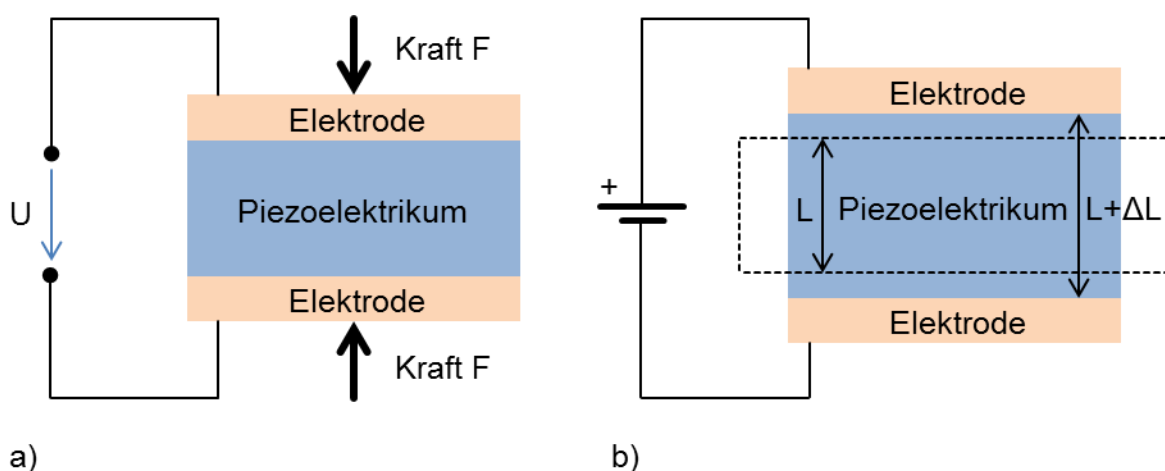 Kraft F
Elektrode
U
Piezoelektrikum
Elektrode
Kraft F
a)
Elektrode
+
L
Piezoelektrikum
L+ΔL
Elektrode
b)